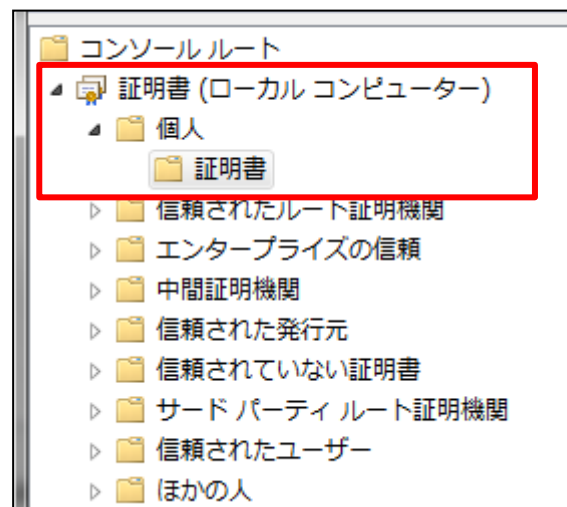 コンソール ルート
証明書 (ローカル コンピューター)
個人
証明書
信頼されたルート証明機関
エンタープライズの信頼
中間証明機関
信頼された発行元
信頼されていない証明書
サード パーティ ルート証明機関
信頼されたユーザー
ほかの人